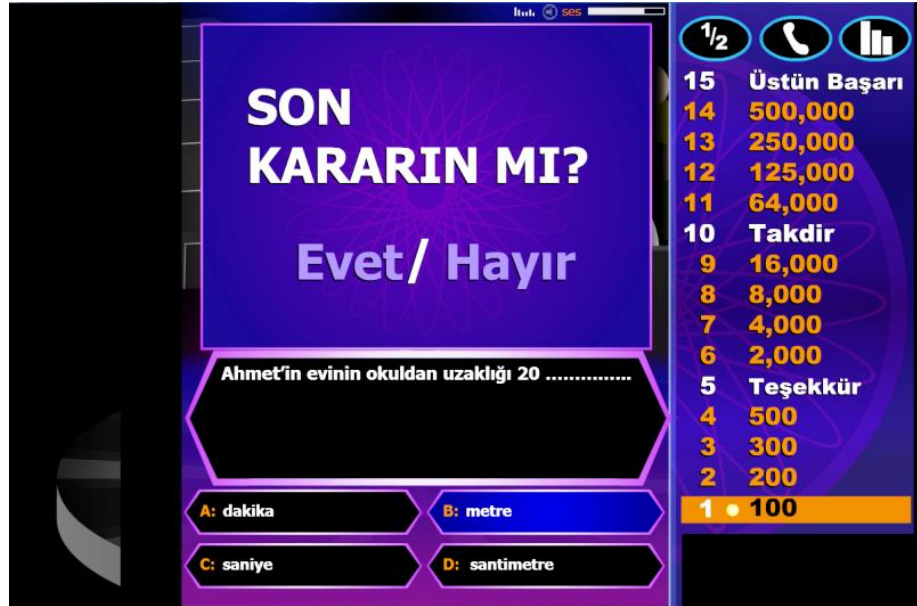 ses
SON
KARARIN MI?
Evet/ Hayır
Ahmet’in evinin okuldan uzaklığı 20 ...............
A: dakika
B: metre
C: saniye
D: santimetre
1/2
15 Üstün Başarı
14 500,000
13 250,000
12 125,000
11 64,000
10 Takdir
9 16,000
8 8,000
7 4,000
6 2,000
5 Teşekkür
4 500
3 300
2 200
1 100